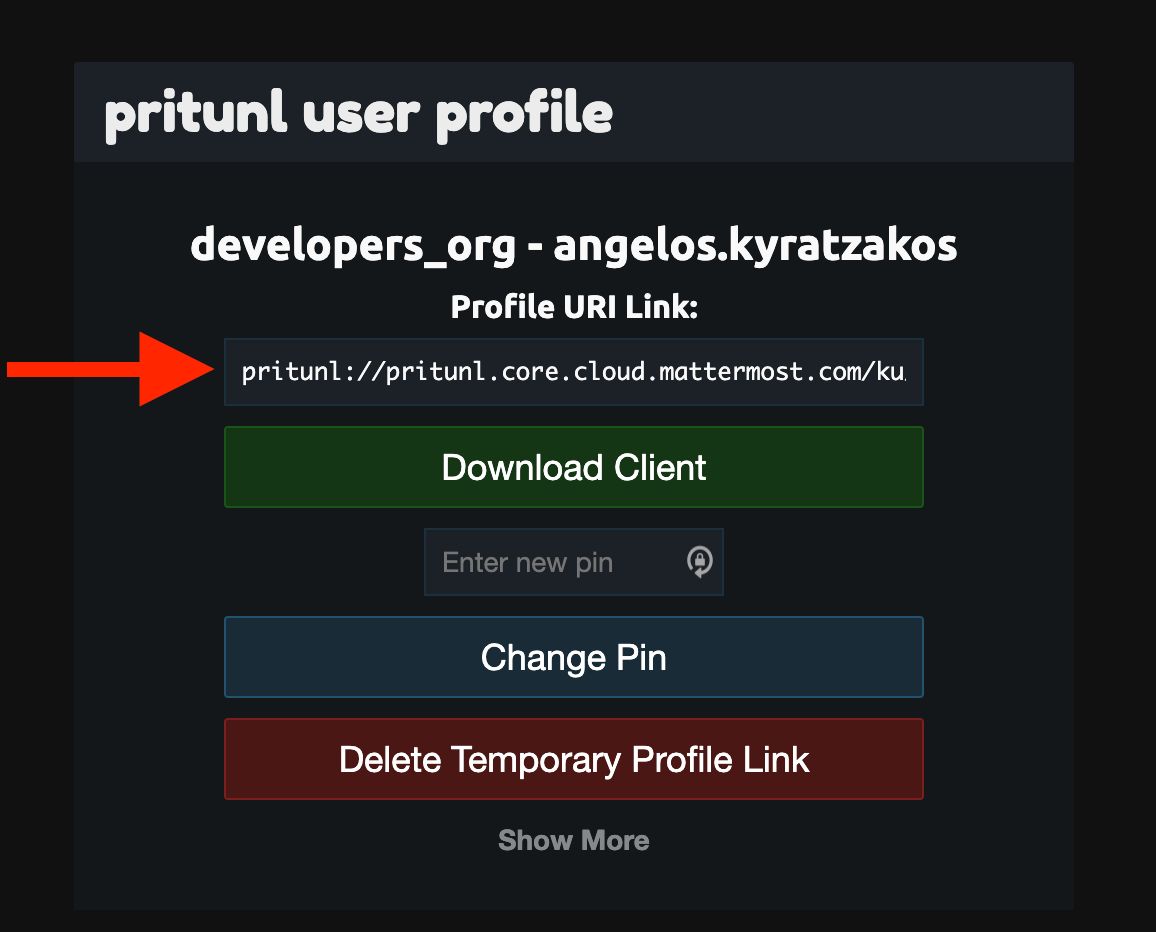 pritunl user profile
developers_org - angelos.kyratzakos
Profile URI Link:
pritunl://pritunl.core.cloud.mattermost.com/ku
Download Client
Enter new pin
Change Pin
Delete Temporary Profile Link
Show More